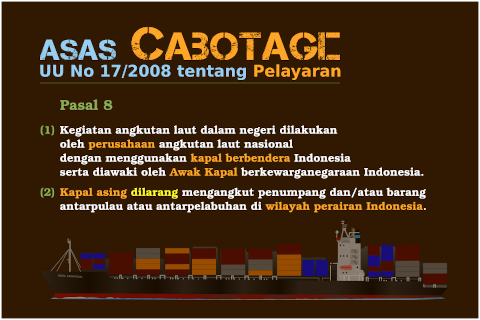 ASAS CABOTAGE
UU No 17/2008 tentang Pelayaran
Pasal 8
(1) Kegiatan angkutan laut dalam negeri dilakukan
oleh perusahaan angkutan laut nasional
dengan menggunakan kapal berbendera Indonesia
serta diawaki oleh Awak Kapal berkewarganegaraan Indonesia.
(2) Kapal asing dilarang mengangkut penumpang dan/atau barang
antarpulau atau antarpelabuhan di wilayah perairan Indonesia.